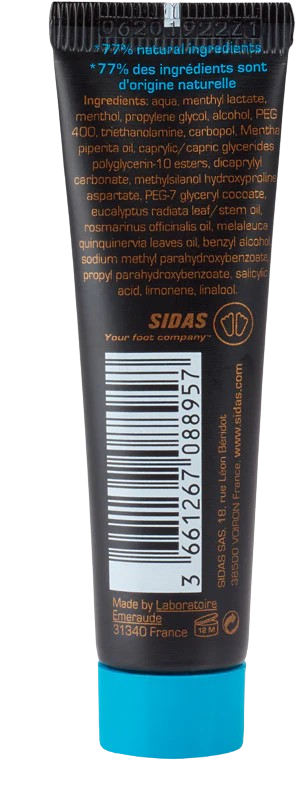 *77% natural ingredients
*77% des ingrédients sont
d'origine naturelle
Ingredients: aqua, menthyl lactate,
menthol, propylene glycol, alcohol, PEG
400, triethanolamine, carbopol, Mentha
piperita oil, caprylic/capric glycerides
polyglycerin-10 esters, dicaprylyl
carbonate, methylsilanol hydroxyproline
aspartate, PEG-7 glyceryl cocoate,
eucalyptus radiata leaf/stem oil,
rosmarinus officinalis oil, melaleuca
quinquinervia leaves oil, benzyl alcohol,
sodium methyl parahydroxybenzoate,
propyl parahydroxybenzoate, salicylic
acid, limonene, linalool.
SIDAS
Your foot company™
3 661267 088957
SIDAS SAS, 18, rue Léon Béridot
38500 VOIRON France, www.sidas.com
Made by Laboratoire
Emeraude
31340 France
12 M